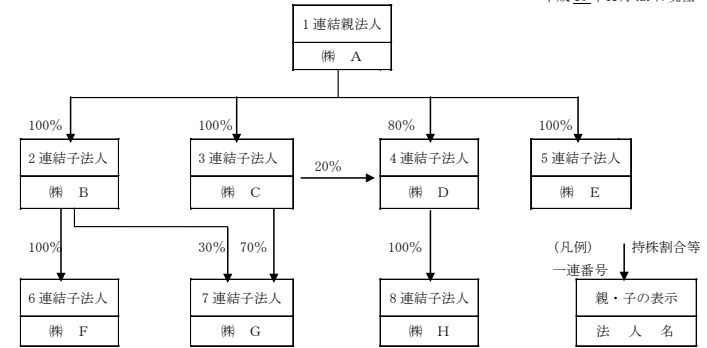 1 連結親法人
㈱ A
100%
100%
80%
100%
2 連結子法人
3 連結子法人
4 連結子法人
5 連結子法人
㈱ B
㈱ C
20%
㈱ D
㈱ E
100%
30%
70%
100%
(凡例)
持株割合等
一連番号
6 連結子法人
7 連結子法人
8 連結子法人
親・子の表示
㈱ F
㈱ G
㈱ H
法 人 名